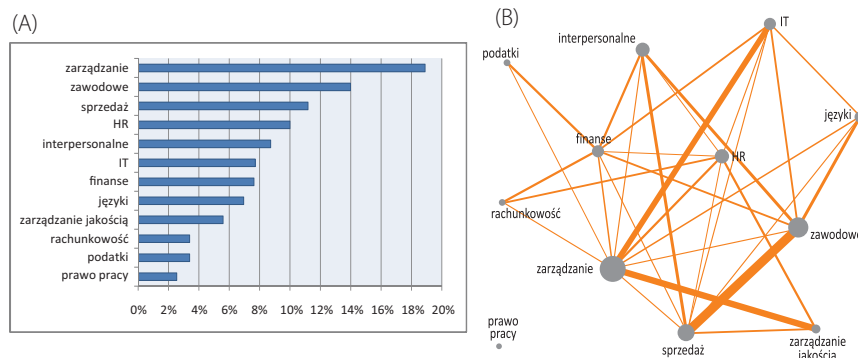 (A)
zarządzanie
zawodowe
sprzedaż
HR
interpersonalne
IT
finanse
języki
zarządzanie jakością
rachunkowość
podatki
prawo pracy
0% 2% 4% 6% 8% 10% 12% 14% 16% 18% 20%
(B)
IT
interpersonalne
podatki
języki
finanse
HR
rachunkowość
zawodowe
zarządzanie
prawo
pracy
sprzedaż
zarządzanie
jakością